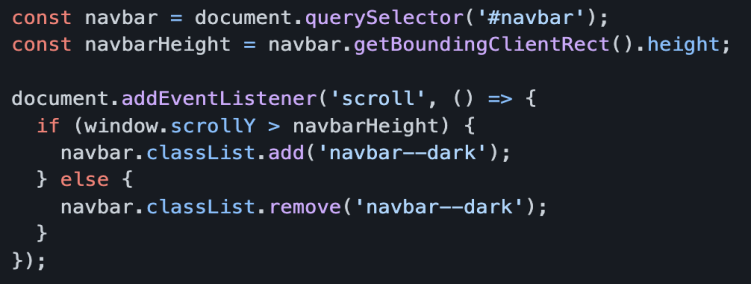 const navbar = document.querySelector('#navbar');
const navbarHeight = navbar.getBoundingClientRect().height;

document.addEventListener('scroll', () => {
  if (window.scrollY > navbarHeight) {
    navbar.classList.add('navbar--dark');
  } else {
    navbar.classList.remove('navbar--dark');
  }
});